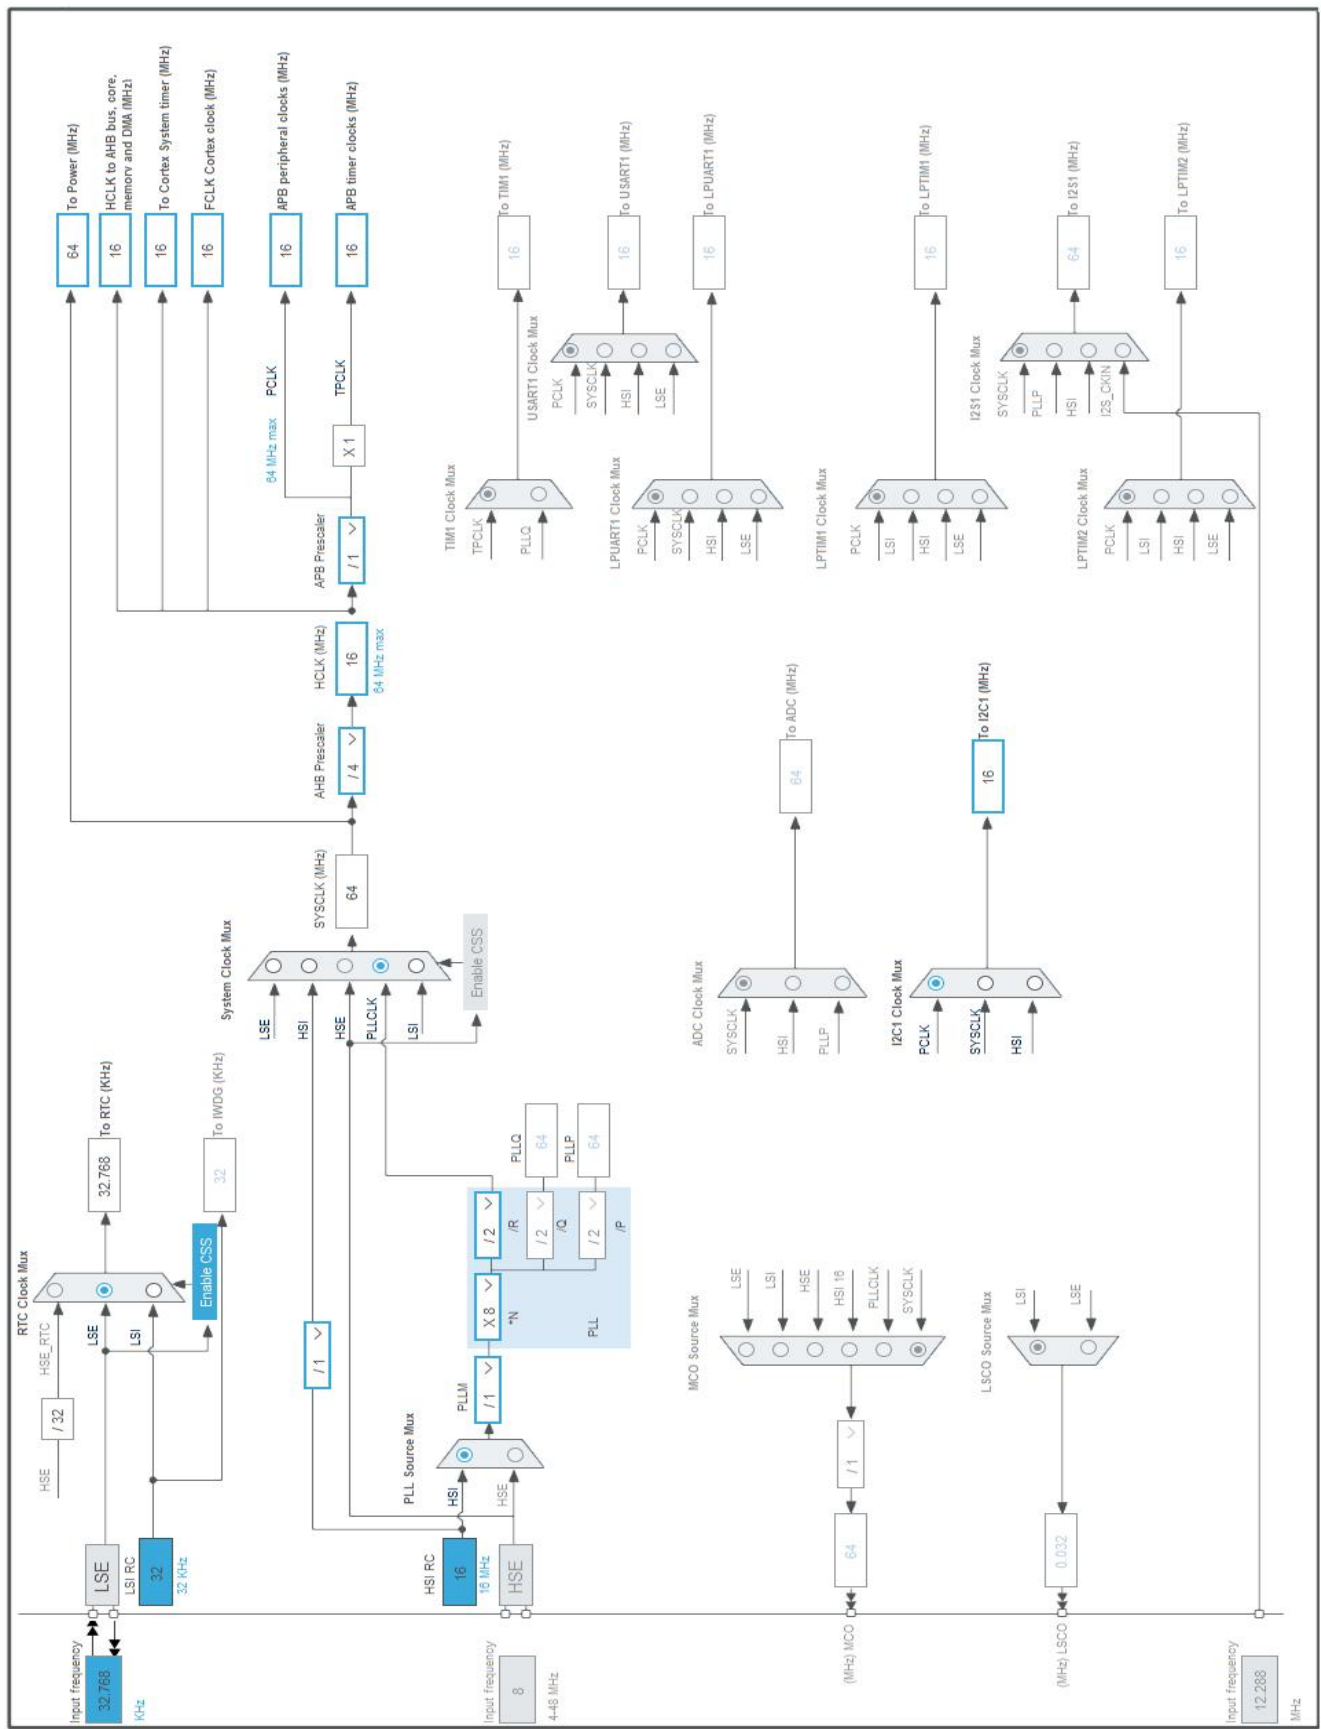 RTC Clock Mux
HSE
/ 32
HSE_RTC
Input frequency
32.768
KHz
LSE
LSE
32.768
To RTC (KHz)
LSI RC
32
32 KHz
LSI
Enable CSS
32
To IWDG (KHz)
System Clock Mux
LSE
HSI
HSE
PLLCLK
LSI
Enable CSS
/ 1
SYSCLK (MHz)
64
AHB Prescaler
/ 4
HCLK (MHz)
16
64 MHz max
APB Prescaler
/ 1
64 MHz max
PCLK
X 1
TPCLK
64
To Power (MHz)
16
HCLK to AHB bus, core,
memory and DMA (MHz)
16
To Cortex System timer (MHz)
16
FCLK Cortex clock (MHz)
16
APB peripheral clocks (MHz)
16
APB timer clocks (MHz)
HSI RC
16
16 MHz
PLL Source Mux
HSI
HSE
PLLM
/ 1
X 8
*N
/ 2
/R
/ 2
/Q
/ 2
/P
PLL
PLLQ
64
PLLP
64
Input frequency
8
4-48 MHz
HSE
TIM1 Clock Mux
TPCLK
PLLQ
16
To TIM1 (MHz)
USART1 Clock Mux
PCLK
SYSCLK
HSI
LSE
16
To USART1 (MHz)
LPUART1 Clock Mux
PCLK
SYSCLK
HSI
LSE
16
To LPUART1 (MHz)
ADC Clock Mux
SYSCLK
HSI
PLLP
64
To ADC (MHz)
LPTIM1 Clock Mux
PCLK
LSI
HSI
LSE
16
To LPTIM1 (MHz)
I2C1 Clock Mux
PCLK
SYSCLK
HSI
16
To I2C1 (MHz)
I2S1 Clock Mux
SYSCLK
PLLP
HSI
I2S_CKIN
64
To I2S1 (MHz)
LPTIM2 Clock Mux
PCLK
LSI
HSI
LSE
16
To LPTIM2 (MHz)
MCO Source Mux
LSE
LSI
HSE
HSI 16
PLLCLK
SYSCLK
/ 1
64
(MHz) MCO
LSCO Source Mux
LSI
LSE
0.032
(MHz) LSCO
Input frequency
12.288
MHz